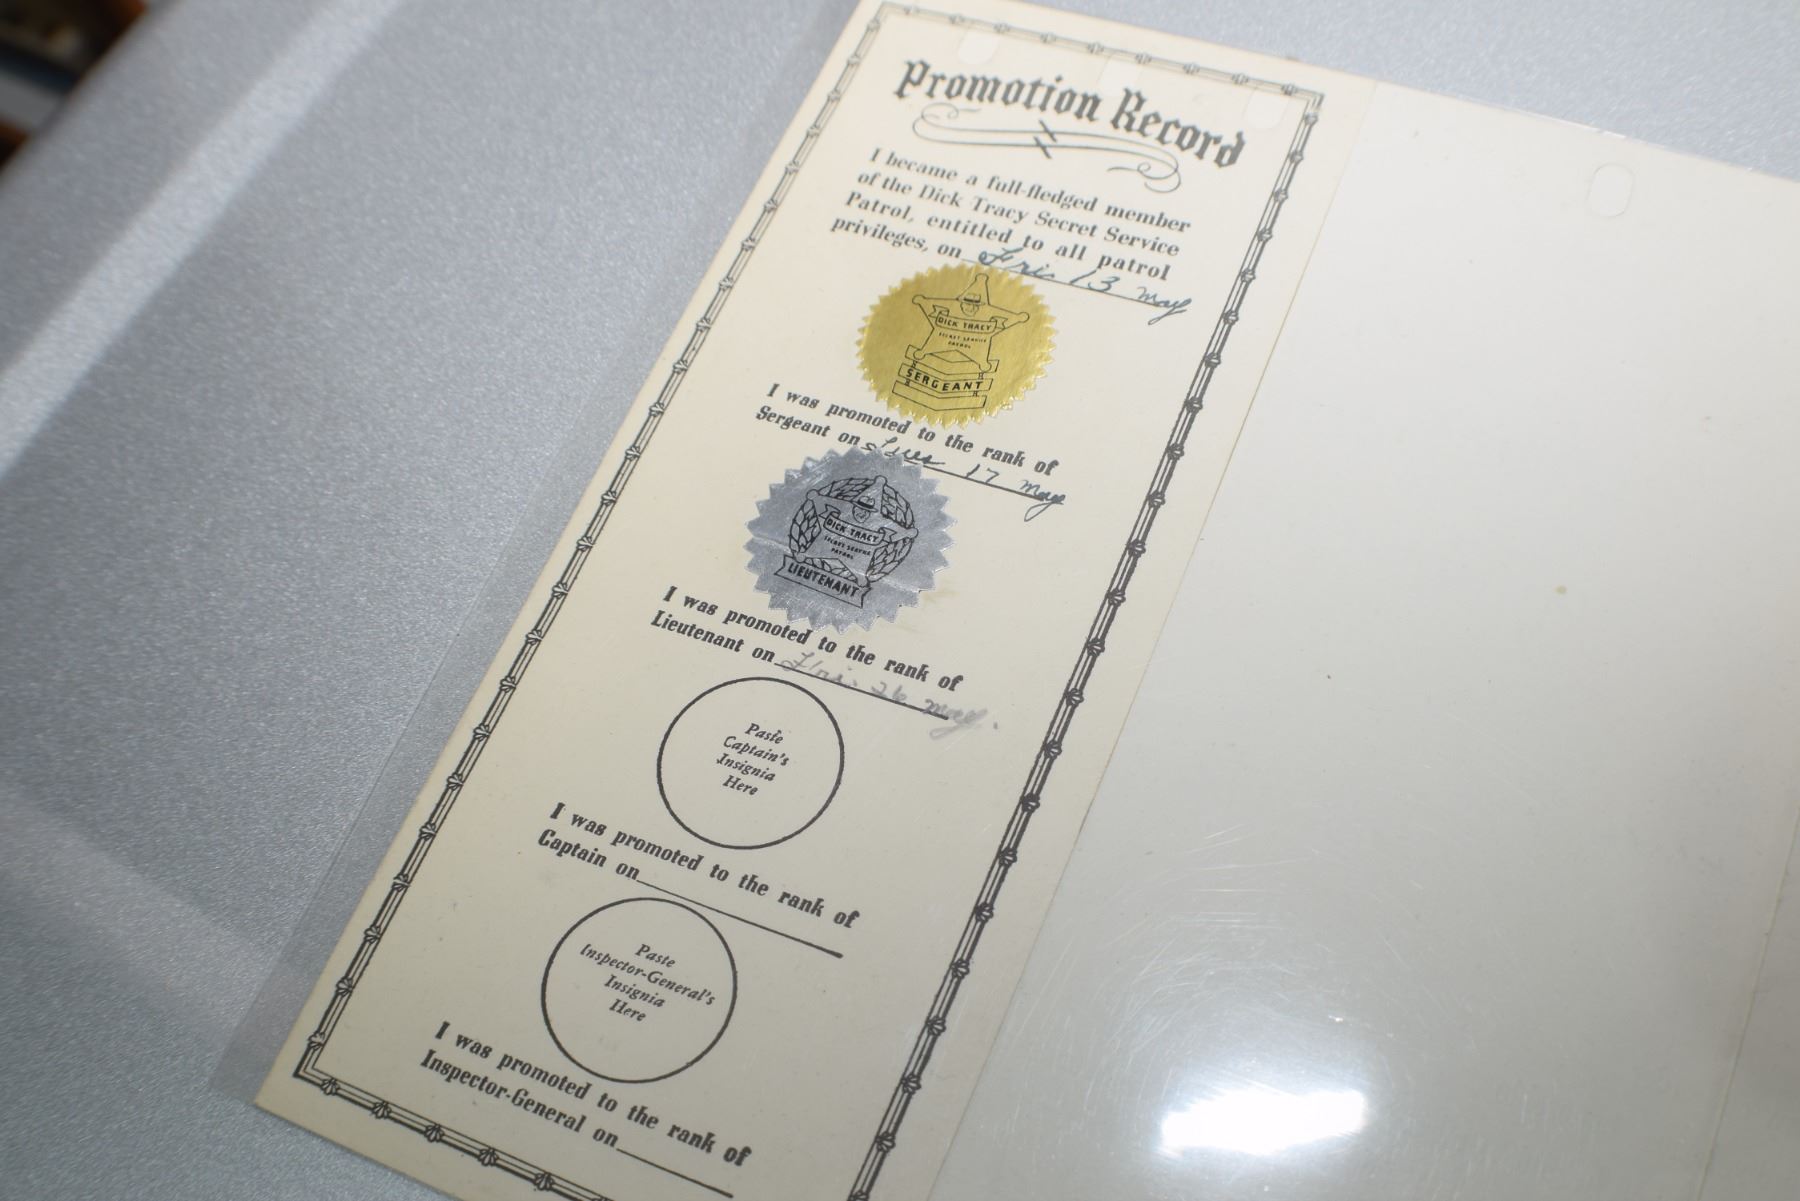 Promotion Record
I became a full-fledged member
of the Dick Tracy Secret Service
Patrol, entitled to all patrol
privileges, on Fri 13 May
DICK TRACY
SECRET SERVICE
PATROL
SERGEANT
I was promoted to the rank of
Sergeant on Tues 17 May
DICK TRACY
SECRET SERVICE
PATROL
LIEUTENANT
I was promoted to the rank of
Lieutenant on Fri. 26 May.
Paste
Captain's
Insignia
Here
I was promoted to the rank of
Captain on
Paste
Inspector-General's
Insignia
Here
I was promoted to the rank of
Inspector-General on